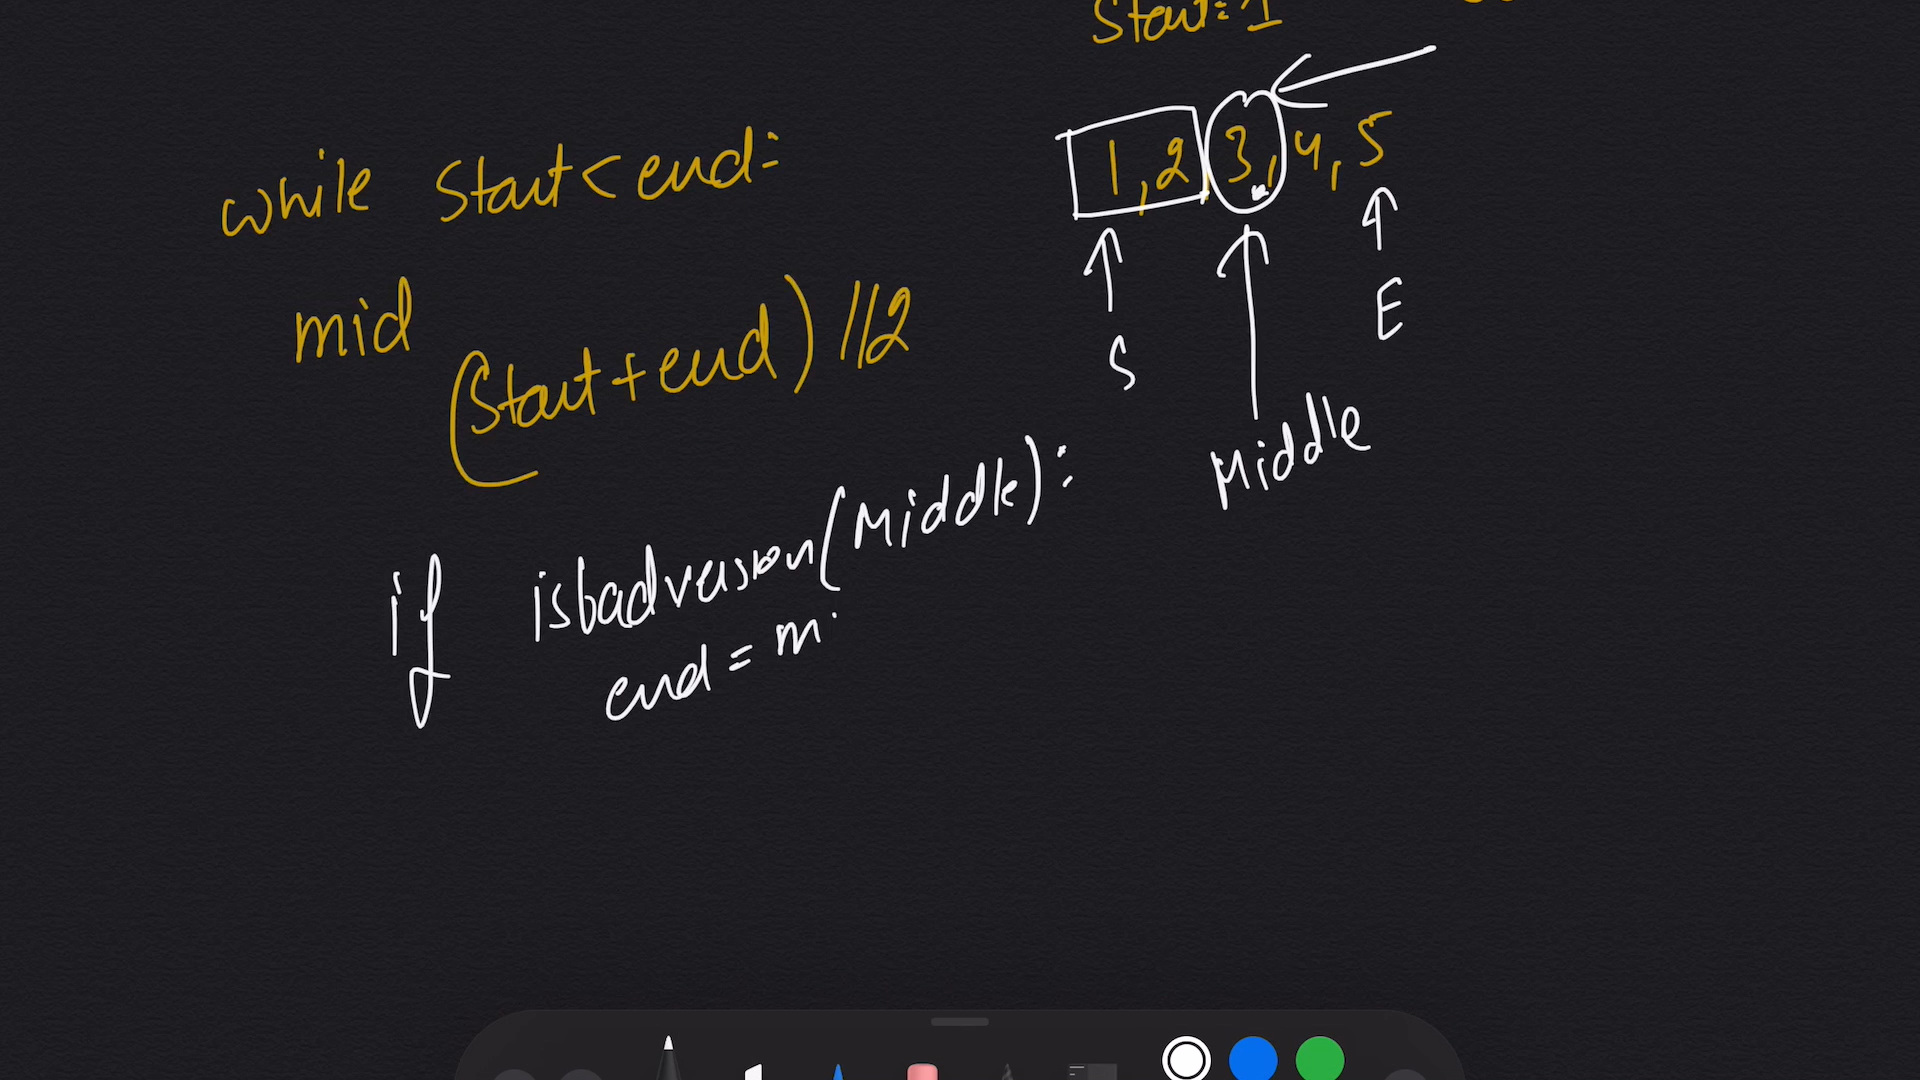 Start=1
while Start<end:
1,2,3,4,5
mid
(Start+end)//2
S
E
Middle
if isbadversion(Middle):
end=mi